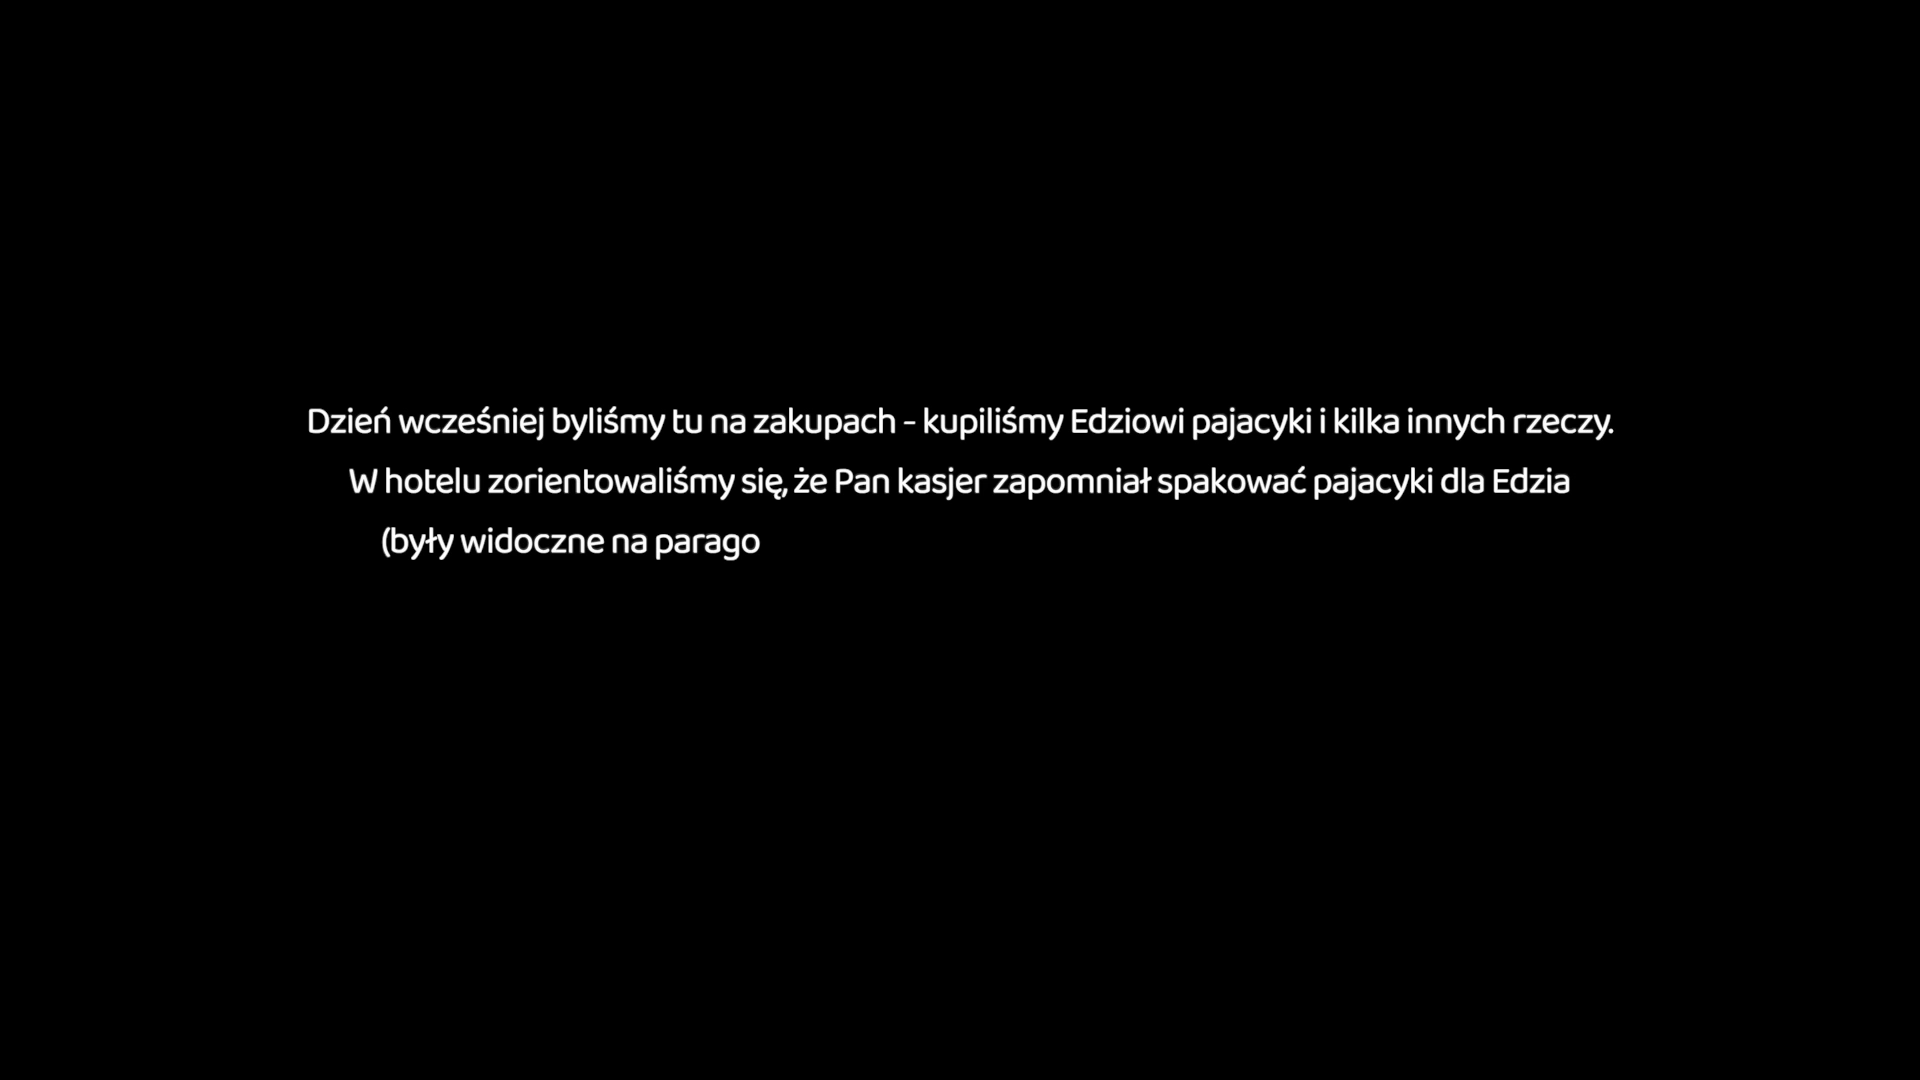 Dzień wcześniej byliśmy tu na zakupach - kupiliśmy Edziowi pajacyki i kilka innych rzeczy.
W hotelu zorientowaliśmy się, że Pan kasjer zapomniał spakować pajacyki dla Edzia
(były widoczne na parago